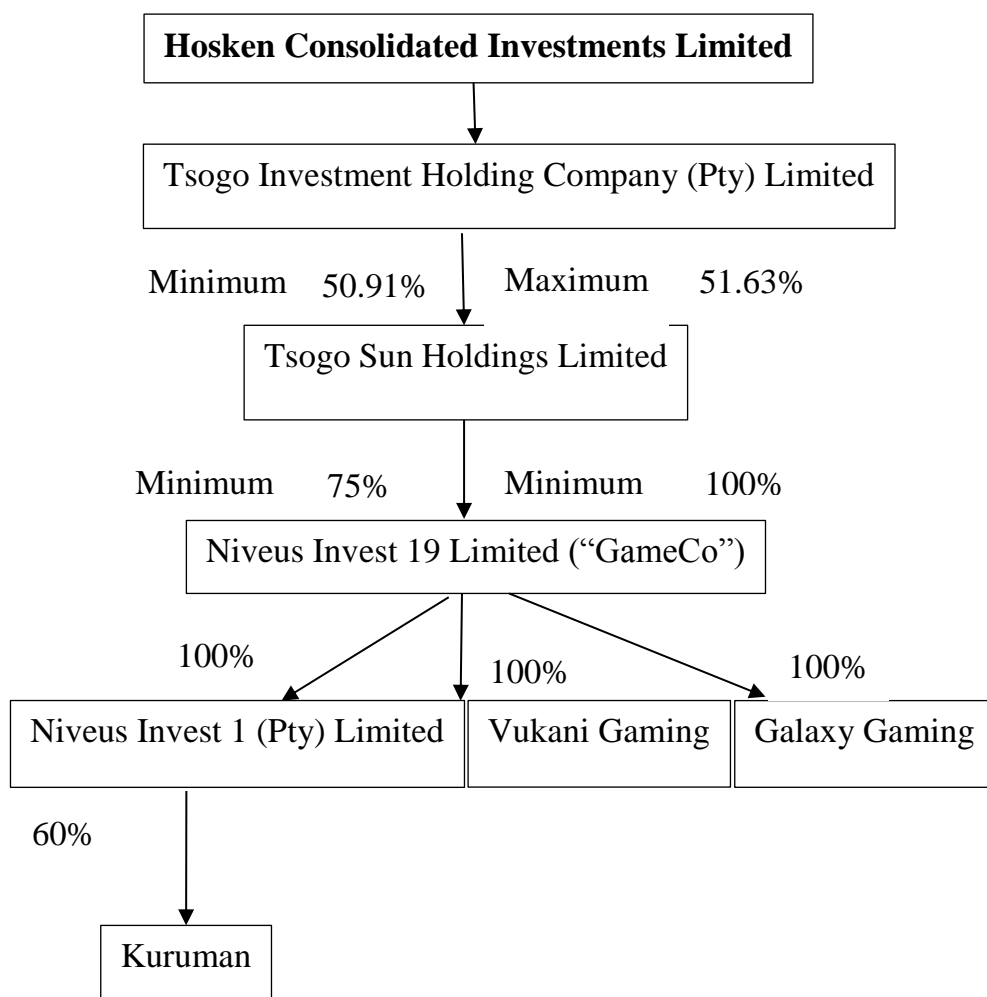 Hosken Consolidated Investments Limited
Tsogo Investment Holding Company (Pty) Limited
Minimum 50.91% Maximum 51.63%
Tsogo Sun Holdings Limited
Minimum 75% Minimum 100%
Niveus Invest 19 Limited (“GameCo”)
100% 100% 100%
Niveus Invest 1 (Pty) Limited Vukani Gaming Galaxy Gaming
60%
Kuruman